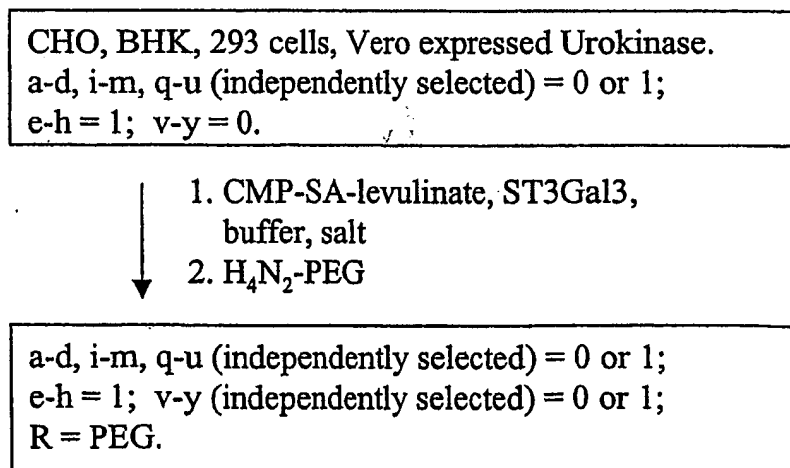 CHO, BHK, 293 cells, Vero expressed Urokinase.
a-d, i-m, q-u (independently selected) = 0 or 1;
e-h = 1; v-y = 0.
1. CMP-SA-levulinate, ST3Gal3,
buffer, salt
2. H₄N₂-PEG
a-d, i-m, q-u (independently selected) = 0 or 1;
e-h = 1; v-y (independently selected) = 0 or 1;
R = PEG.